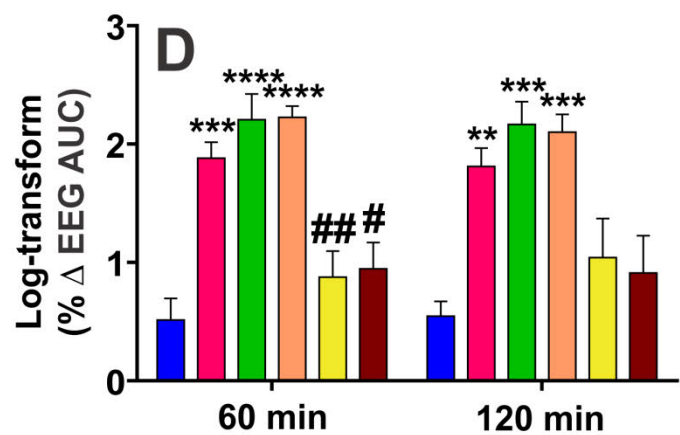 D
3
2
1
0
Log-transform
(% Δ EEG AUC)
***
****
****
##
#
**
***
***
60 min
120 min